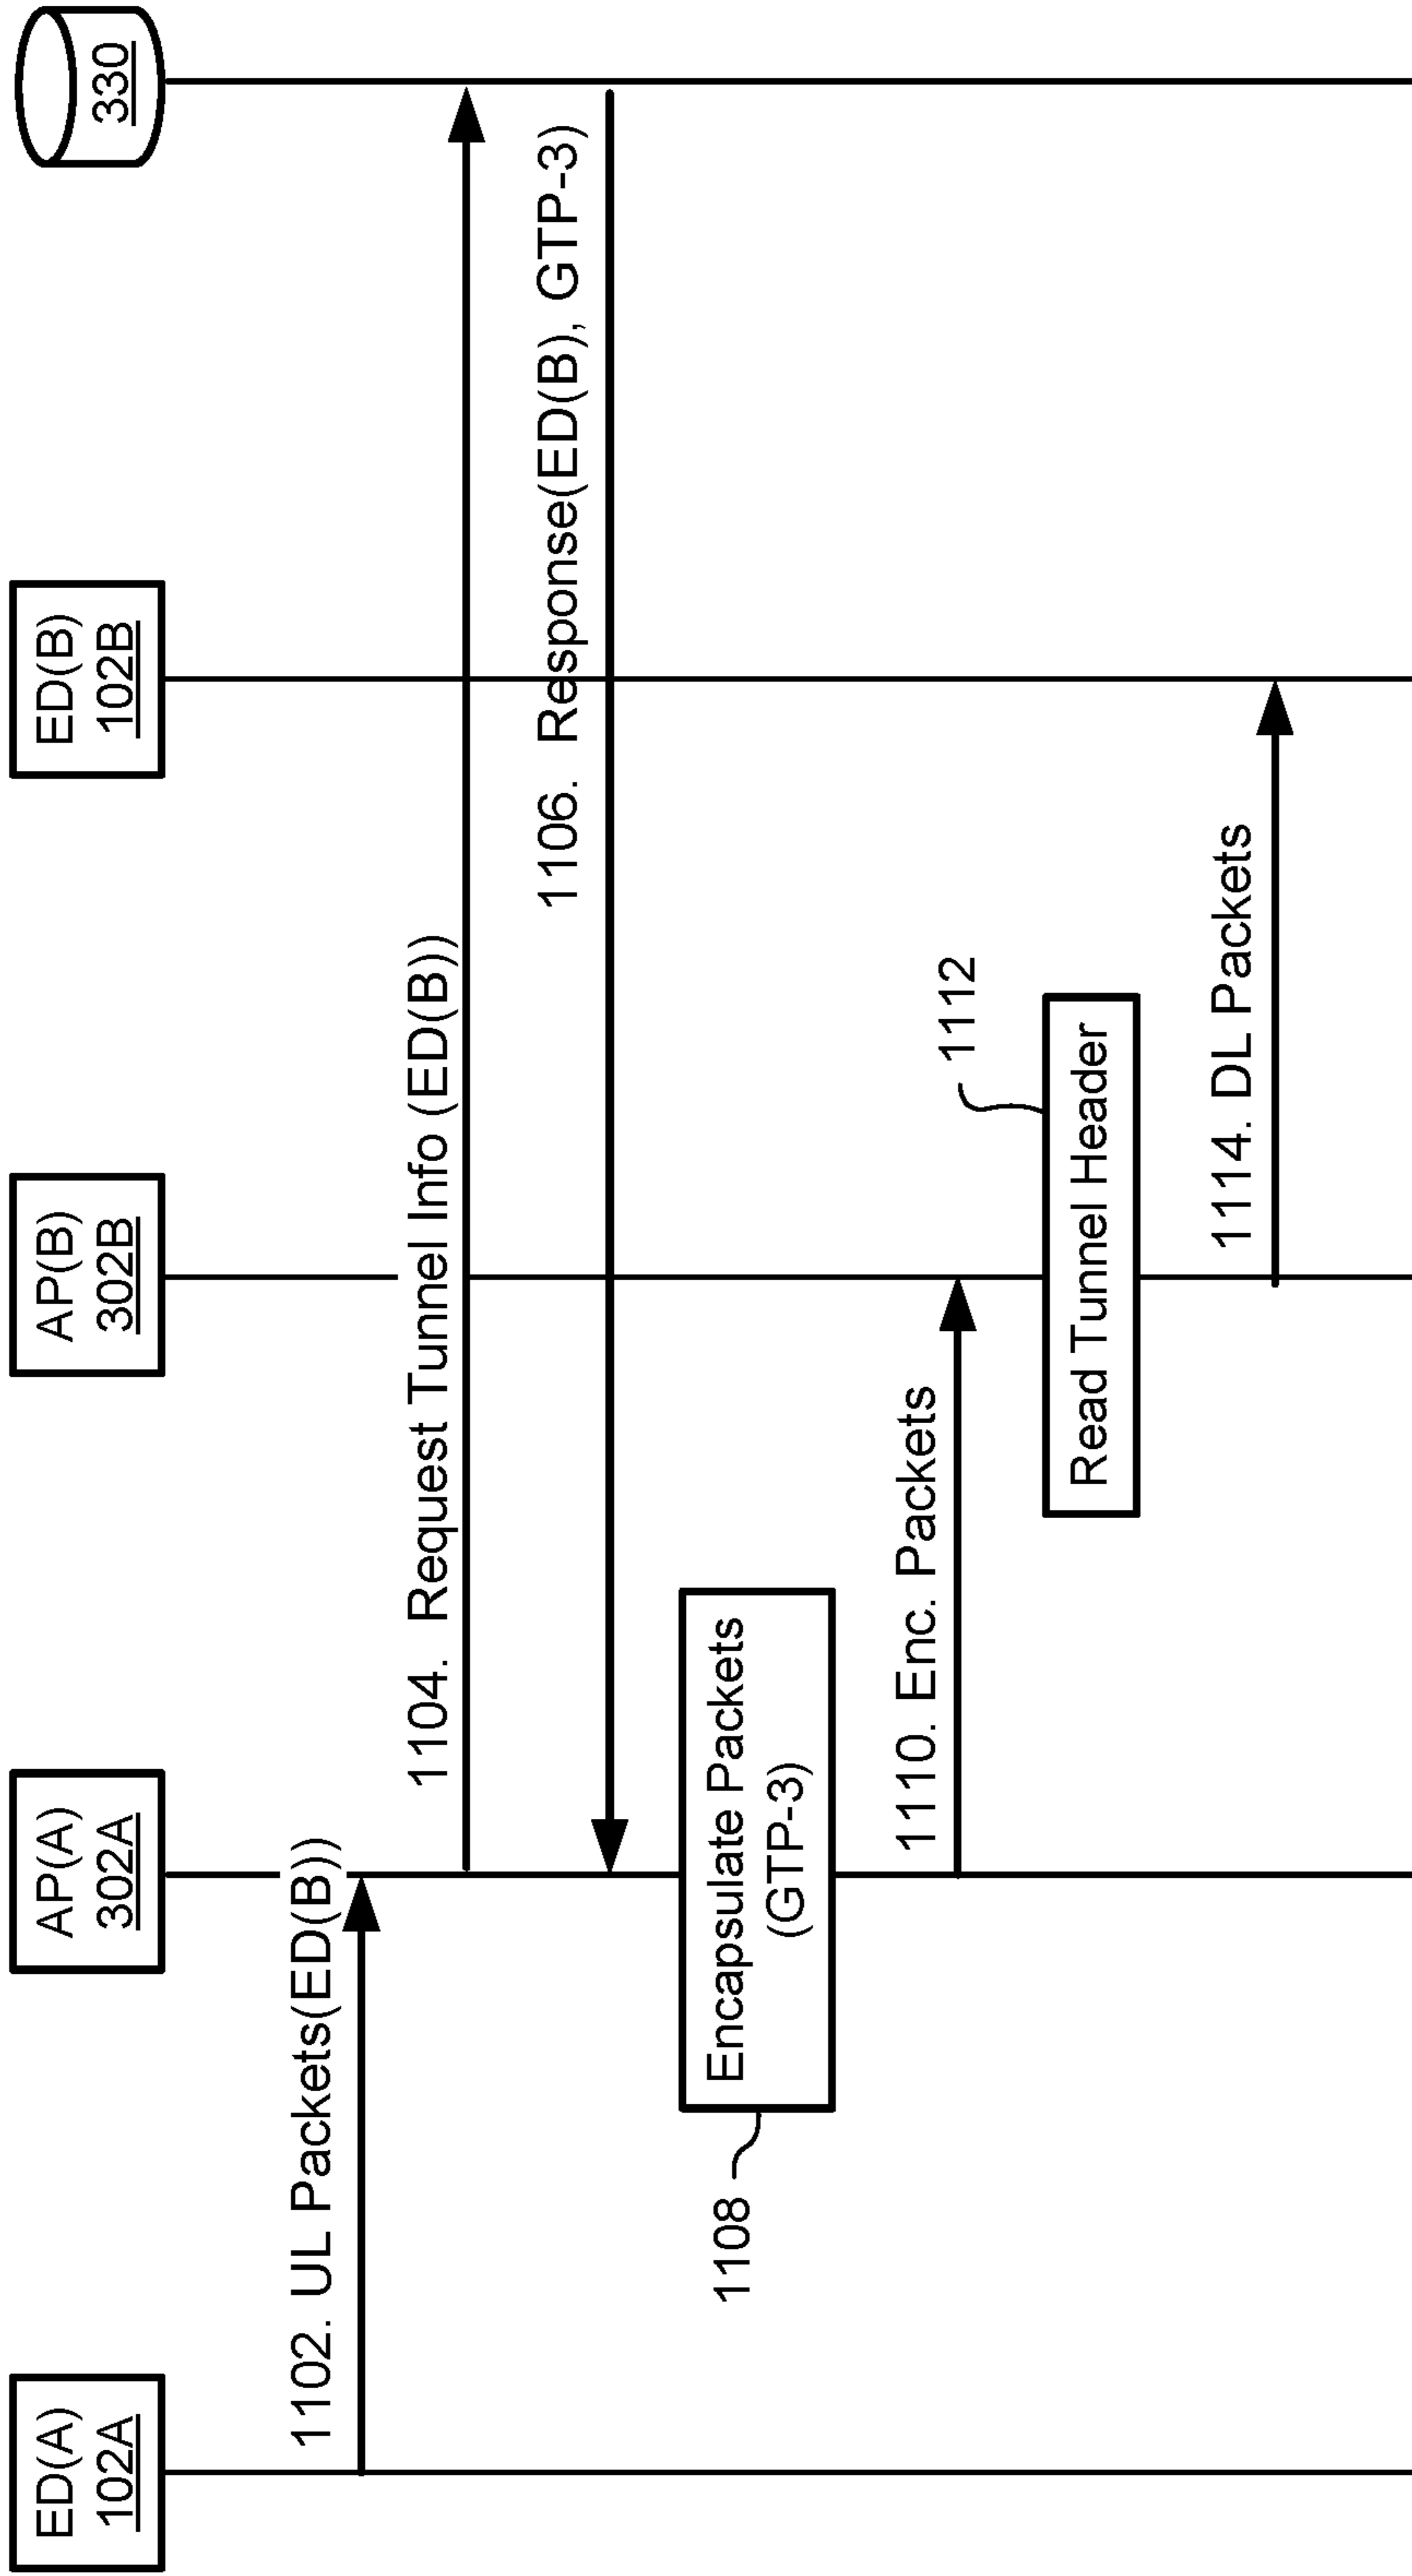 ED(A)
102A
AP(A)
302A
AP(B)
302B
ED(B)
102B
330
1102. UL Packets(ED(B))
1104. Request Tunnel Info (ED(B))
1106. Response(ED(B), GTP-3)
1108
Encapsulate Packets
(GTP-3)
1110. Enc. Packets
1112
Read Tunnel Header
1114. DL Packets